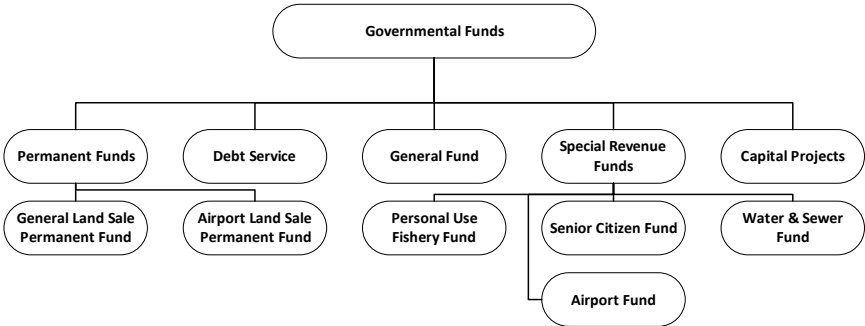 Governmental Funds
Permanent Funds
Debt Service
General Fund
Special Revenue
Funds
Capital Projects
General Land Sale
Permanent Fund
Airport Land Sale
Permanent Fund
Personal Use
Fishery Fund
Senior Citizen Fund
Water & Sewer
Fund
Airport Fund